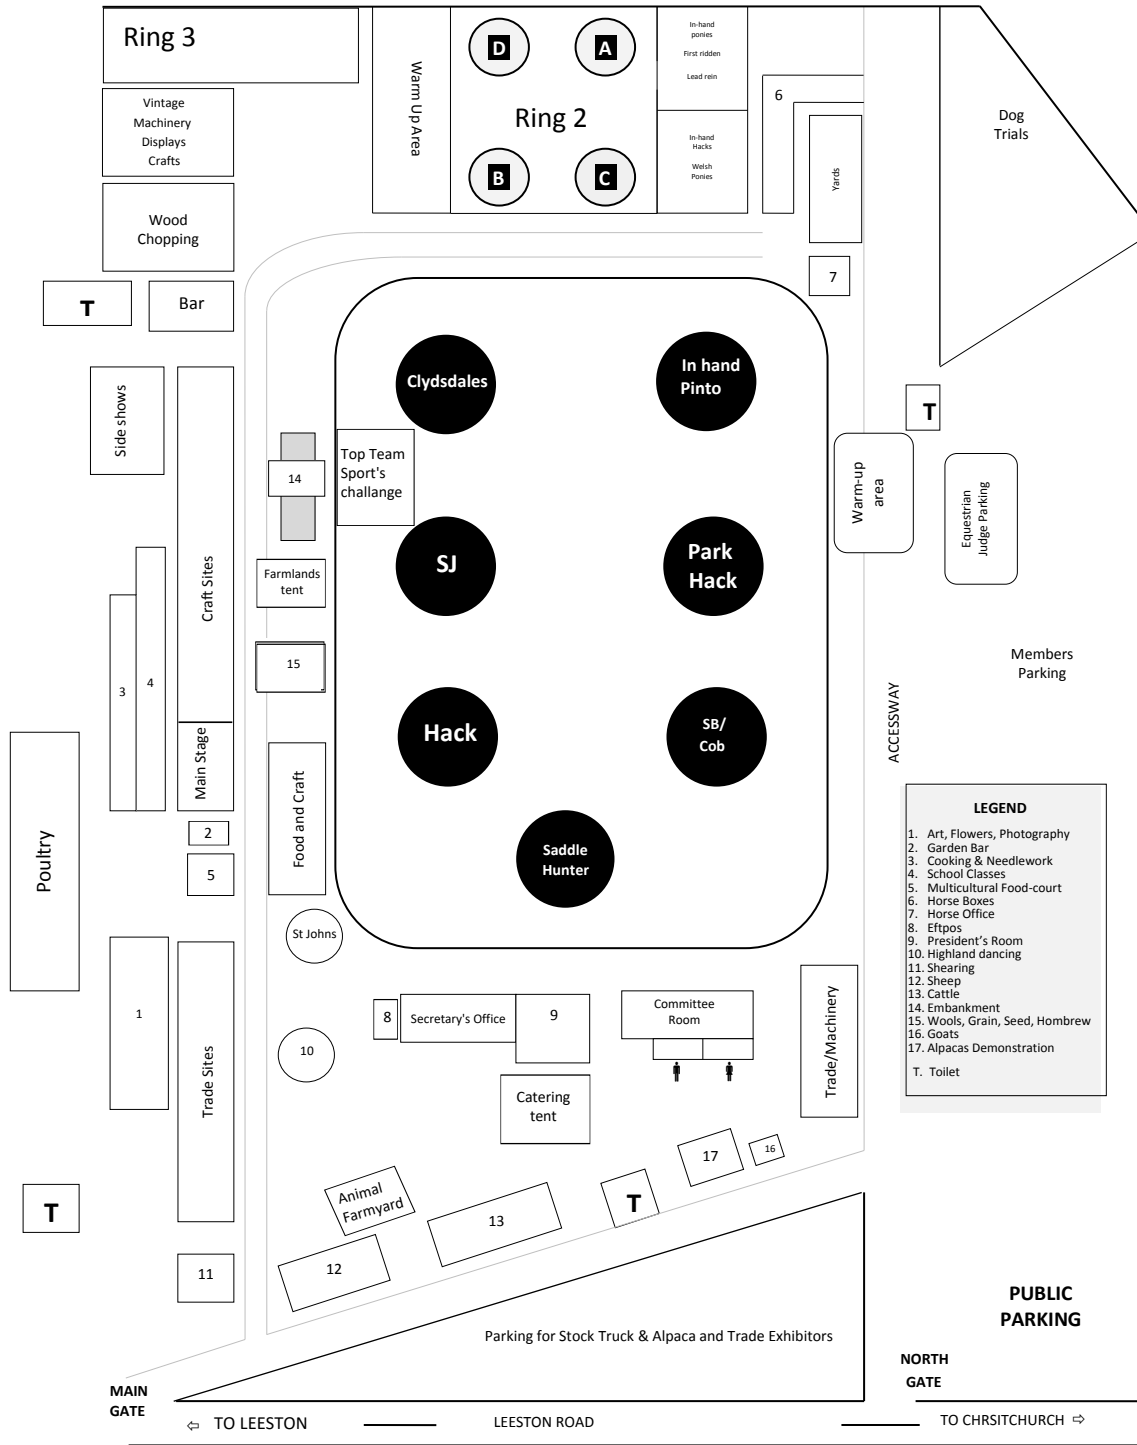 Ring 3
Vintage
Machinery
Displays
Crafts
Wood
Chopping
T
Bar
Warm Up Area
D
A
Ring 2
B
C
In-hand
ponies
First ridden
Lead rein
In-hand
Hacks
Welsh
Ponies
6
Yards
7
Dog
Trials
Side shows
Craft Sites
Main Stage
3
4
14
Top Team
Sport's
challange
Farmlands
tent
15
Food and Craft
Clydsdales
In hand
Pinto
SJ
Park
Hack
Hack
SB/
Cob
Saddle
Hunter
T
Warm-up
area
Equestrian
Judge Parking
Members
Parking
ACCESSWAY
Poultry
2
5
St Johns
1
Trade Sites
10
8
Secretary's Office
9
Committee
Room
Catering
tent
Trade/Machinery
LEGEND
1. Art, Flowers, Photography
2. Garden Bar
3. Cooking & Needlework
4. School Classes
5. Multicultural Food-court
6. Horse Boxes
7. Horse Office
8. Eftpos
9. President's Room
10. Highland dancing
11. Shearing
12. Sheep
13. Cattle
14. Embankment
15. Wools, Grain, Seed, Hombrew
16. Goats
17. Alpacas Demonstration
T. Toilet
T
11
Animal
Farmyard
12
13
T
17
16
Parking for Stock Truck & Alpaca and Trade Exhibitors
PUBLIC
PARKING
MAIN
GATE
NORTH
GATE
⇦ TO LEESTON
LEESTON ROAD
TO CHRSITCHURCH ⇨